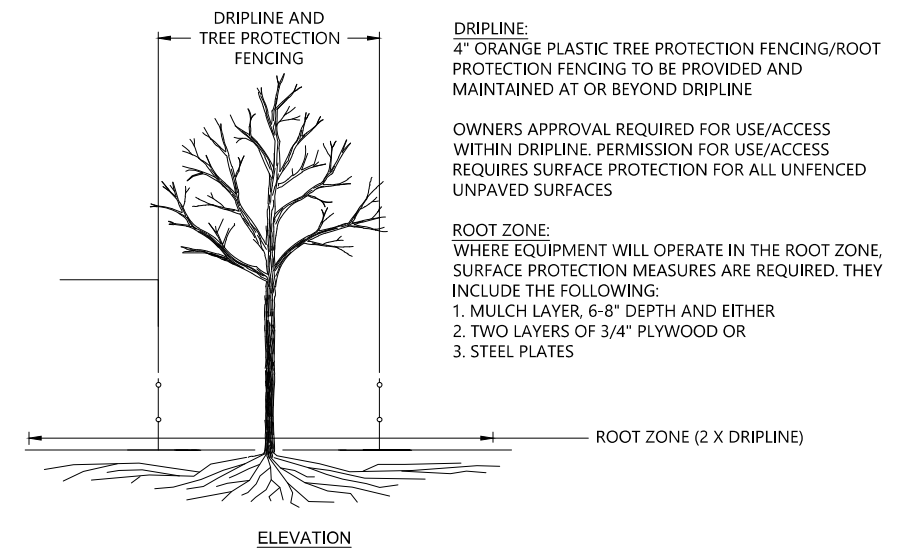 DRIPLINE AND
TREE PROTECTION
FENCING
DRIPLINE:
4" ORANGE PLASTIC TREE PROTECTION FENCING/ROOT
PROTECTION FENCING TO BE PROVIDED AND
MAINTAINED AT OR BEYOND DRIPLINE
OWNERS APPROVAL REQUIRED FOR USE/ACCESS
WITHIN DRIPLINE. PERMISSION FOR USE/ACCESS
REQUIRES SURFACE PROTECTION FOR ALL UNFENCED
UNPAVED SURFACES
ROOT ZONE:
WHERE EQUIPMENT WILL OPERATE IN THE ROOT ZONE,
SURFACE PROTECTION MEASURES ARE REQUIRED. THEY
INCLUDE THE FOLLOWING:
1. MULCH LAYER, 6-8" DEPTH AND EITHER
2. TWO LAYERS OF 3/4" PLYWOOD OR
3. STEEL PLATES
ROOT ZONE (2 X DRIPLINE)
ELEVATION